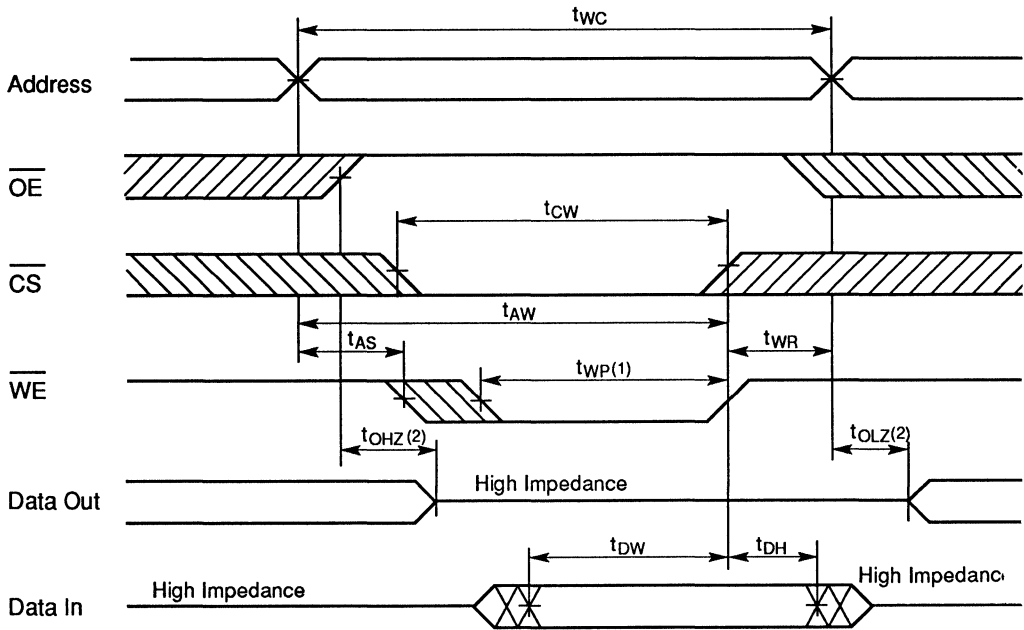 tWC
Address
OE
tCW
CS
tAW
tAS
tWR
WE
tWP(1)
tOHZ(2)
tOLZ(2)
High Impedance
Data Out
tDW
tDH
High Impedance
High Impedanc
Data In